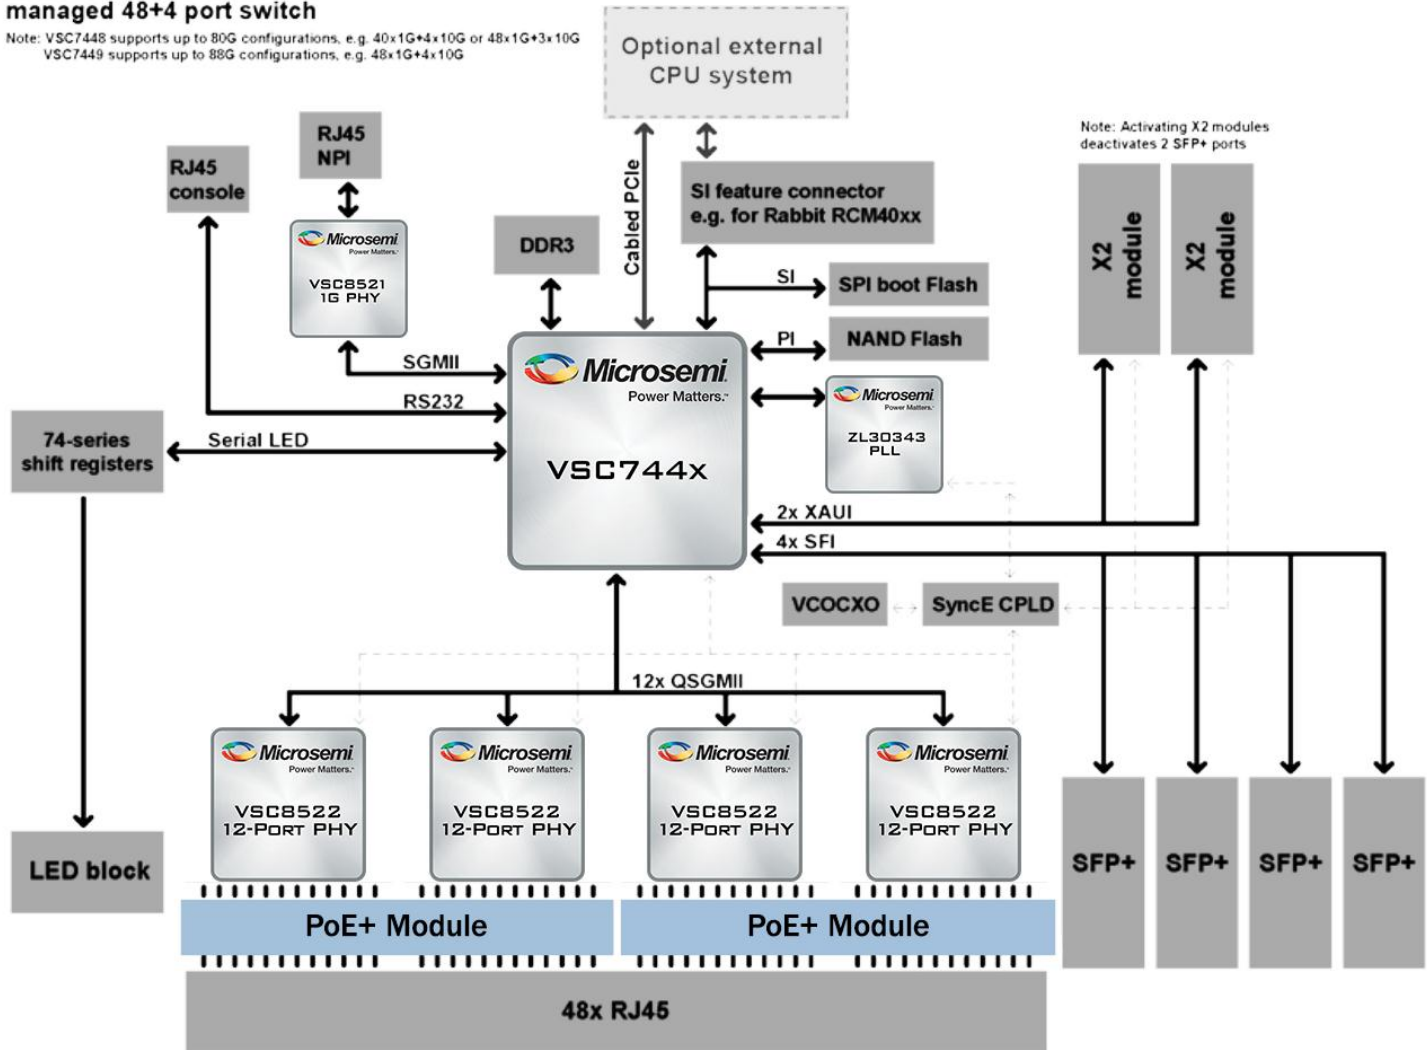 managed 48+4 port switch
Note: VSC7448 supports up to 80G configurations, e.g. 40x1G+4x10G or 48x1G+3x10G
VSC7449 supports up to 88G configurations, e.g. 48x1G+4x10G
Optional external
CPU system
Note: Activating X2 modules
deactivates 2 SFP+ ports
RJ45
NPI
RJ45
console
Microsemi
Power Matters.™
VSC8521
1G PHY
DDR3
Cabled PCIe
SI feature connector
e.g. for Rabbit RCM40xx
X2
module
X2
module
SI
SPI boot Flash
PI
NAND Flash
SGMII
RS232
Serial LED
74-series
shift registers
Microsemi
Power Matters.™
VSC744x
Microsemi
Power Matters.™
ZL30343
PLL
2x XAUI
4x SFI
VCOCXO
SyncE CPLD
12x QSGMII
Microsemi
Power Matters.™
VSC8522
12-PORT PHY
Microsemi
Power Matters.™
VSC8522
12-PORT PHY
Microsemi
Power Matters.™
VSC8522
12-PORT PHY
Microsemi
Power Matters.™
VSC8522
12-PORT PHY
LED block
SFP+
SFP+
SFP+
SFP+
PoE+ Module
PoE+ Module
48x RJ45